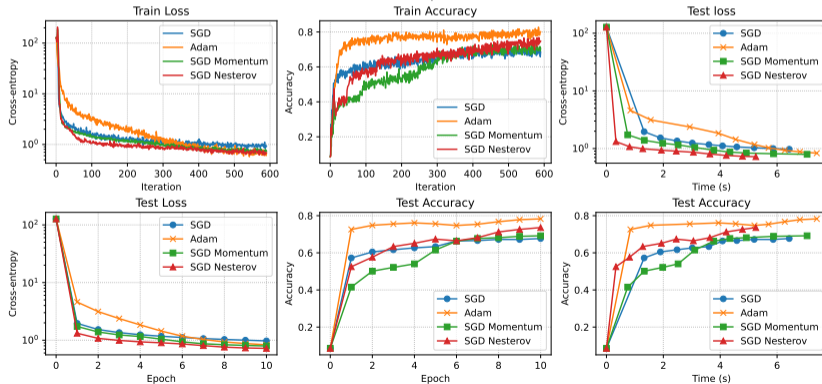 Train Loss
Cross-entropy
10²
10¹
10⁰
SGD
Adam
SGD Momentum
SGD Nesterov
0 100 200 300 400 500 600
Iteration
Train Accuracy
Accuracy
0.8
0.6
0.4
0.2
SGD
Adam
SGD Momentum
SGD Nesterov
0 100 200 300 400 500 600
Iteration
Test loss
Cross-entropy
10²
10¹
10⁰
SGD
Adam
SGD Momentum
SGD Nesterov
0 2 4 6
Time (s)
Test Loss
Cross-entropy
10²
10¹
10⁰
SGD
Adam
SGD Momentum
SGD Nesterov
0 2 4 6 8 10
Epoch
Test Accuracy
Accuracy
0.8
0.6
0.4
0.2
SGD
Adam
SGD Momentum
SGD Nesterov
0 2 4 6 8 10
Epoch
Test Accuracy
Accuracy
0.8
0.6
0.4
0.2
SGD
Adam
SGD Momentum
SGD Nesterov
0 2 4 6
Time (s)